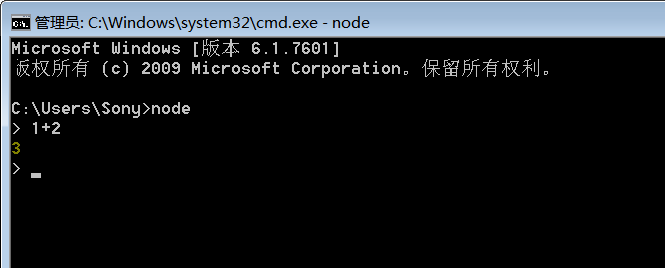 管理员: C:\Windows\system32\cmd.exe - node
Microsoft Windows [版本 6.1.7601]
版权所有 (c) 2009 Microsoft Corporation。保留所有权利。
C:\Users\Sony>node
> 1+2
3
>